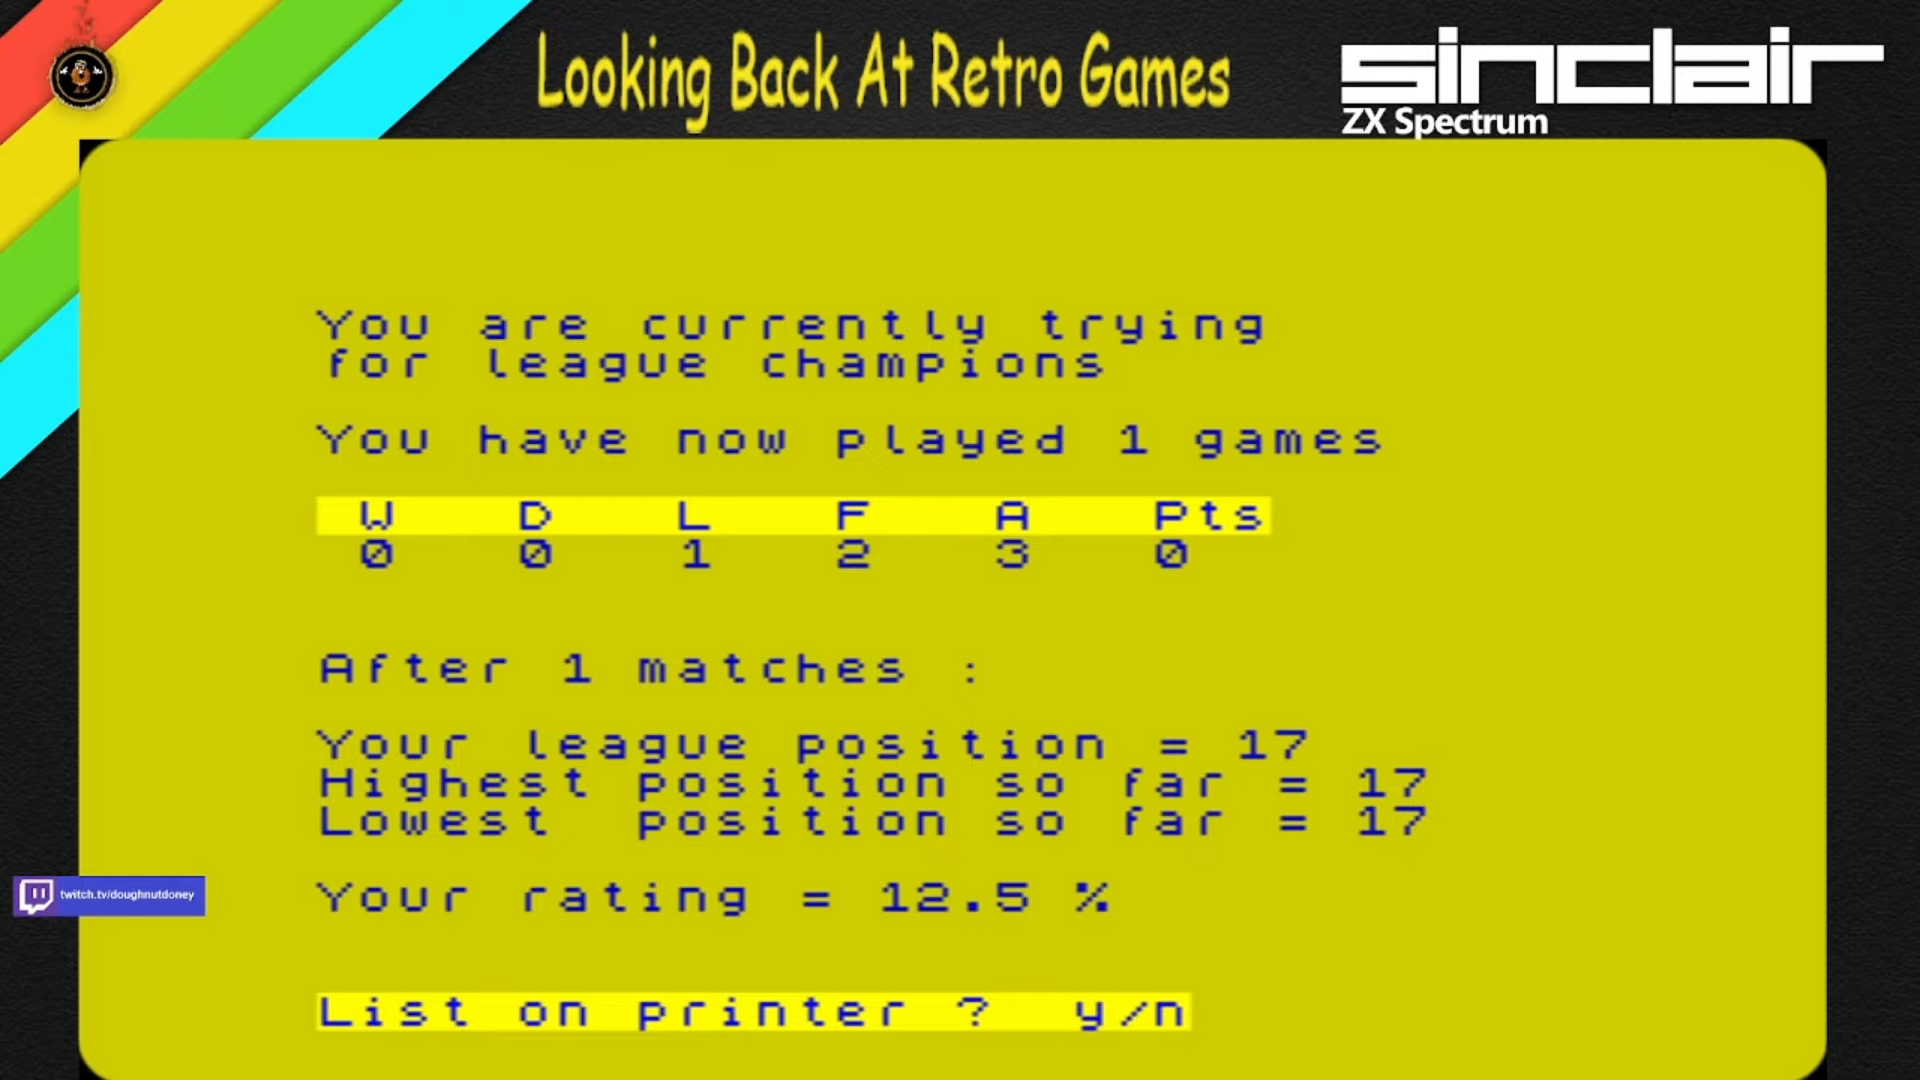 Looking Back At Retro Games
sinclair
ZX Spectrum
You are currently trying
for league champions
You have now played 1 games
W D L F A Pts
0 0 1 2 3 0
After 1 matches :
Your league position = 17
Highest position so far = 17
Lowest position so far = 17
twitch.tv/doughnutdoney
Your rating = 12.5 %
List on printer ? y/n